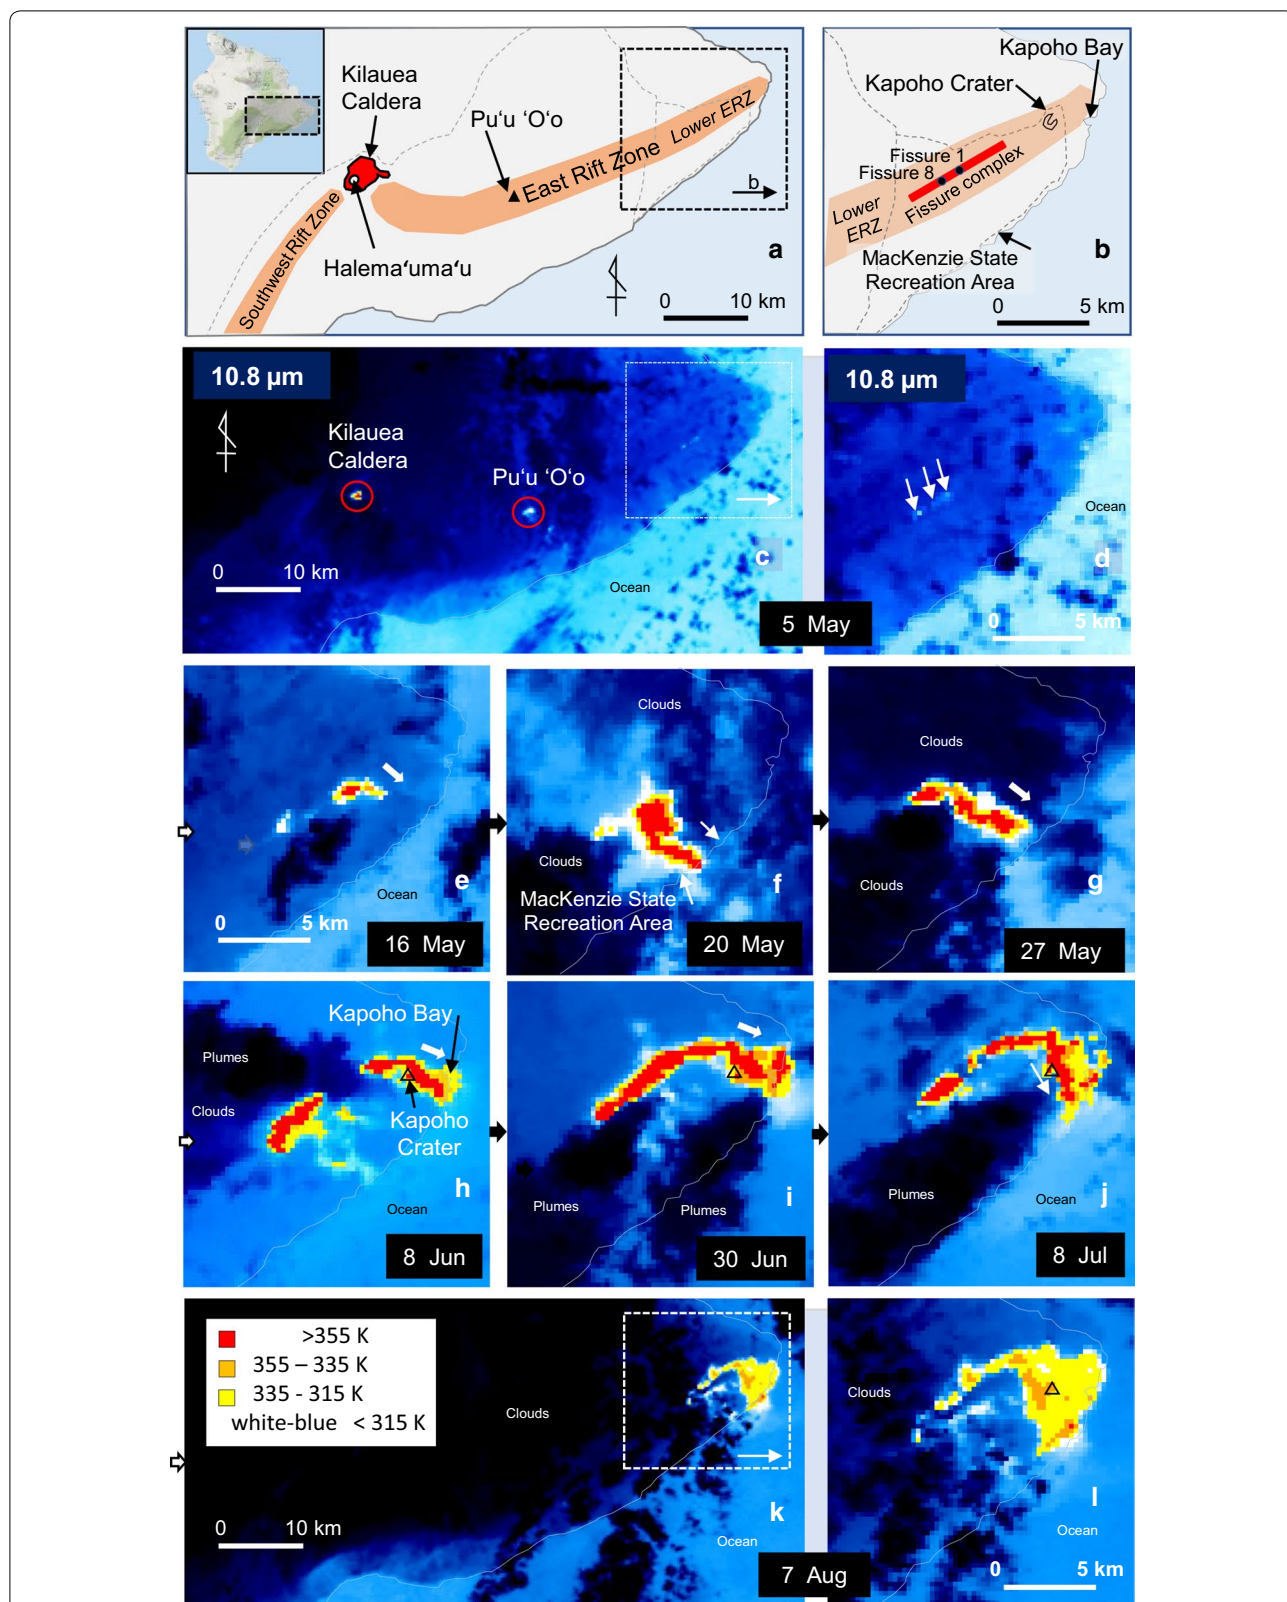 Kilauea
Caldera
Pu‘u ‘O‘o
East Rift Zone
Lower ERZ
b
Southwest Rift Zone
Halema‘uma‘u
a
0 10 km
Kapoho Bay
Kapoho Crater
Fissure 1
Fissure 8
Fissure complex
Lower
ERZ
b
MacKenzie State
Recreation Area
0 5 km
10.8 µm
Kilauea
Caldera
Pu‘u ‘O‘o
0 10 km
Ocean
c
10.8 µm
Ocean
d
0 5 km
5 May
e
Ocean
0 5 km
16 May
Clouds
Clouds
f
MacKenzie State
Recreation Area
20 May
Clouds
Clouds
g
27 May
Kapoho Bay
Plumes
Clouds
Kapoho
Crater
h
Ocean
8 Jun
Plumes
Plumes
i
30 Jun
Plumes
Ocean
j
8 Jul
>355 K
355 – 335 K
335 - 315 K
white-blue < 315 K
Clouds
0 10 km
k
Ocean
Clouds
l
Ocean
0 5 km
7 Aug